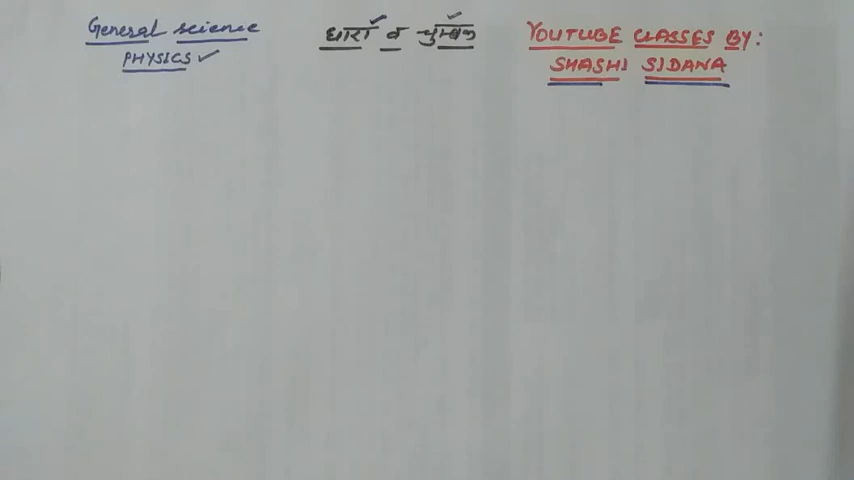 General science
PHYSICS
धारा व चुम्बक
YOUTUBE CLASSES BY:
SHASHI SIDANA